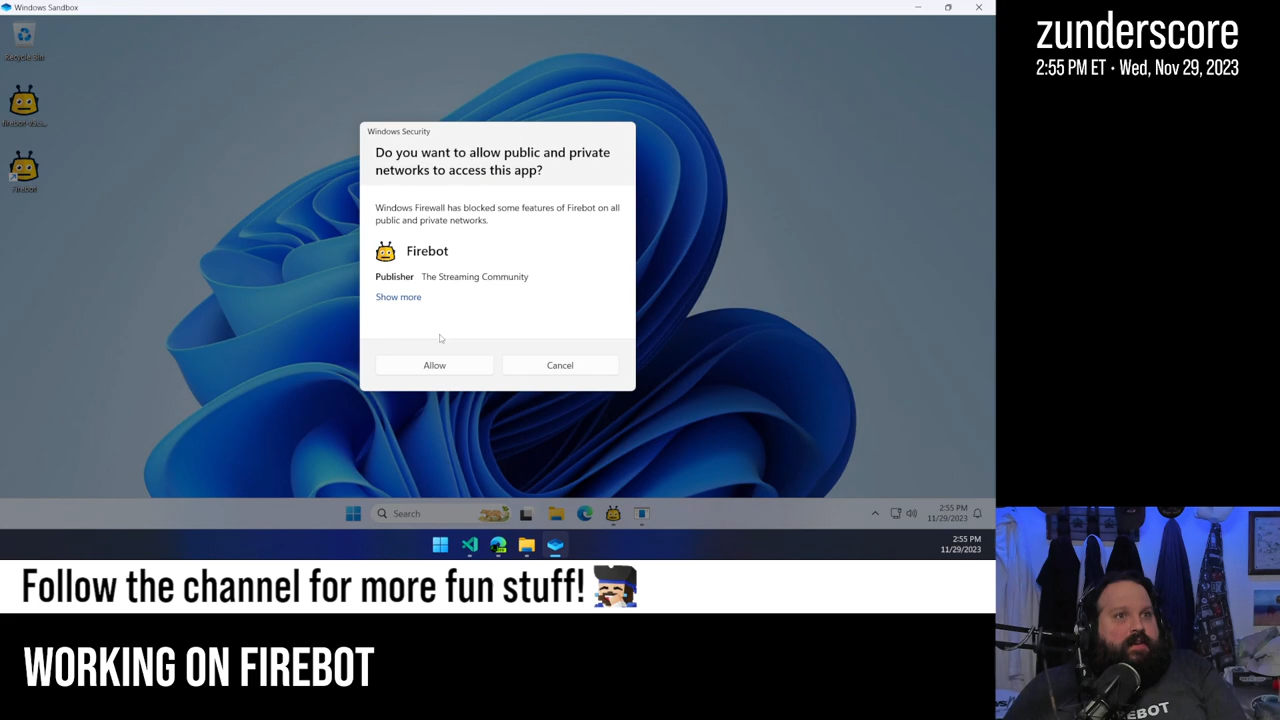 Windows Sandbox
zunderscore
2:55 PM ET · Wed, Nov 29, 2023
Recycle Bin
Firebot
Windows Security
Do you want to allow public and private
networks to access this app?
Windows Firewall has blocked some features of Firebot on all
public and private networks.
Firebot
Publisher The Streaming Community
Show more
Allow
Cancel
Search
2:55 PM
11/29/2023
2:55 PM
11/29/2023
Follow the channel for more fun stuff!
WORKING ON FIREBOT
FIREBOT